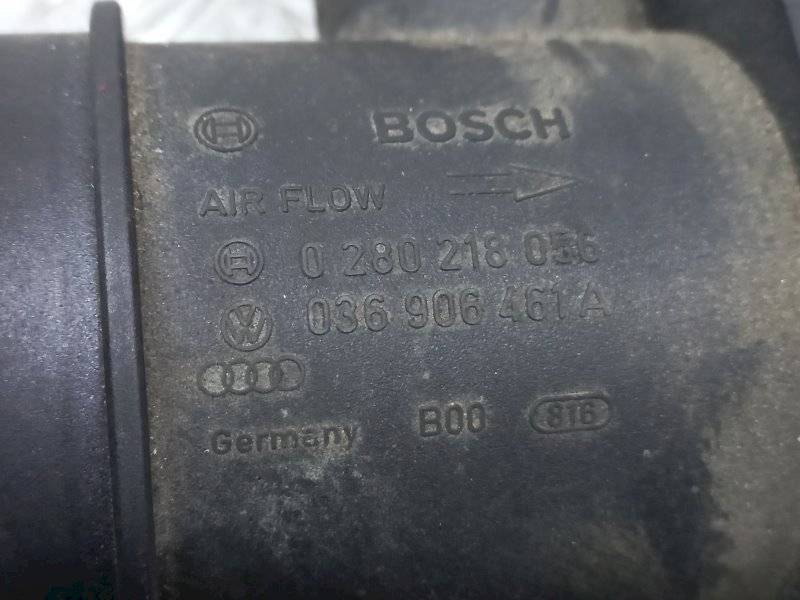 BOSCH
AIR FLOW
0 280 218 056
036 906 461 A
Germany B00 816